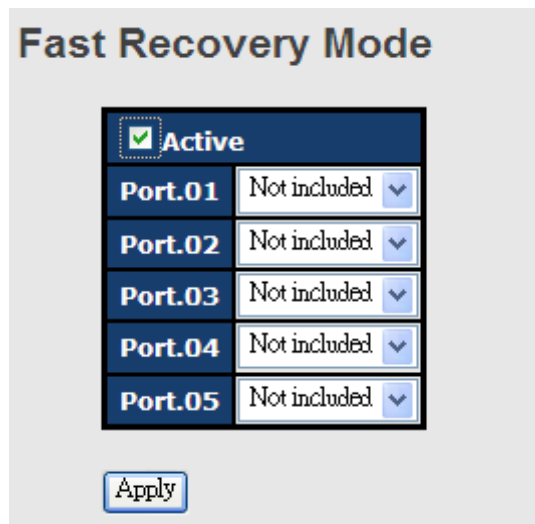 Fast Recovery Mode
Active
Port.01 Not included
Port.02 Not included
Port.03 Not included
Port.04 Not included
Port.05 Not included
Apply